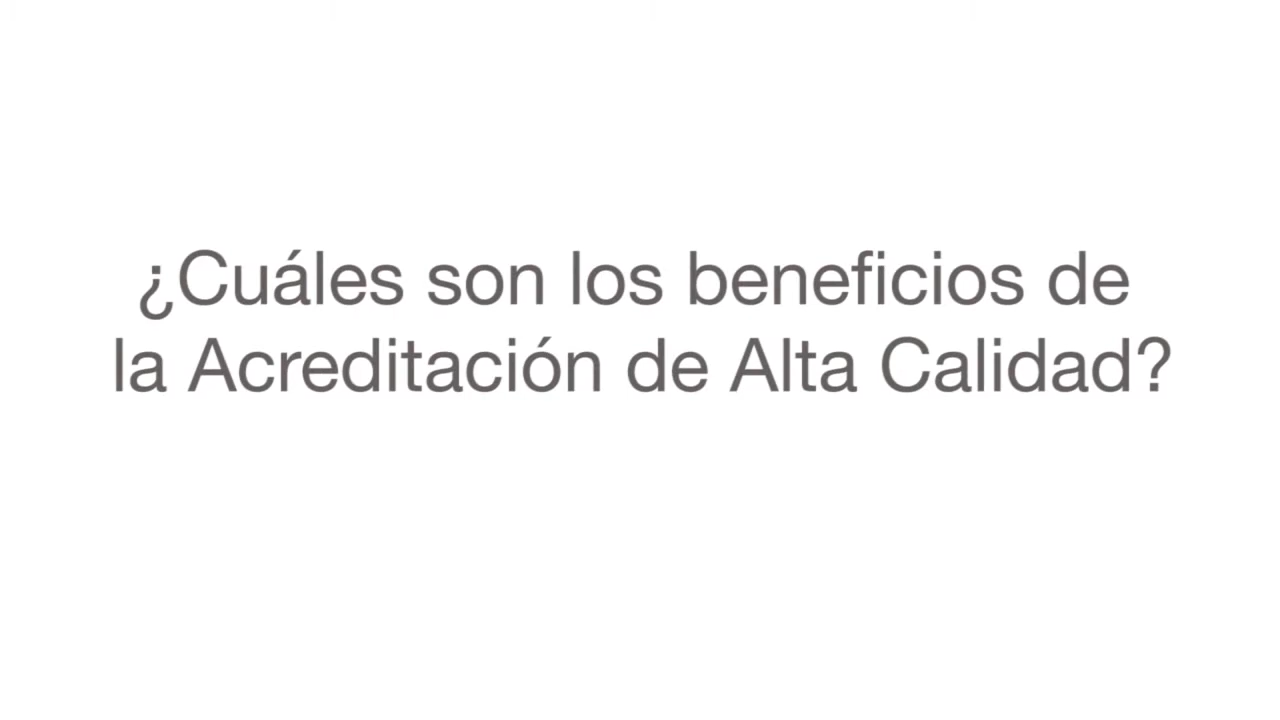 ¿Cuáles son los beneficios de
la Acreditación de Alta Calidad?